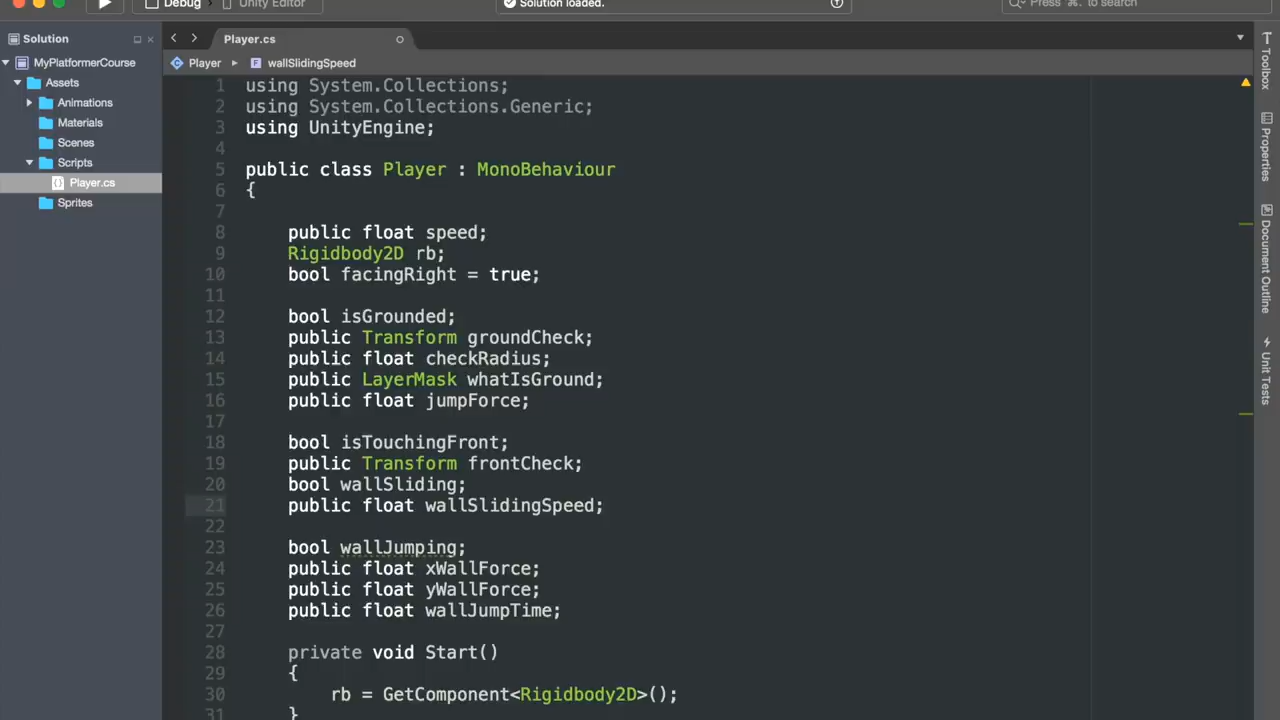 Debug
Unity Editor
Solution loaded.
Press ⌘. to search
Solution
MyPlatformerCourse
Assets
Animations
Materials
Scenes
Scripts
Player.cs
Sprites
Player.cs
Player
wallSlidingSpeed
1 using System.Collections;
2 using System.Collections.Generic;
3 using UnityEngine;
4
5 public class Player : MonoBehaviour
6 {
7
8 public float speed;
9 Rigidbody2D rb;
10 bool facingRight = true;
11
12 bool isGrounded;
13 public Transform groundCheck;
14 public float checkRadius;
15 public LayerMask whatIsGround;
16 public float jumpForce;
17
18 bool isTouchingFront;
19 public Transform frontCheck;
20 bool wallSliding;
21 public float wallSlidingSpeed;
22
23 bool wallJumping;
24 public float xWallForce;
25 public float yWallForce;
26 public float wallJumpTime;
27
28 private void Start()
29 {
30 rb = GetComponent<Rigidbody2D>();
31 }
Toolbox
Properties
Document Outline
Unit Tests